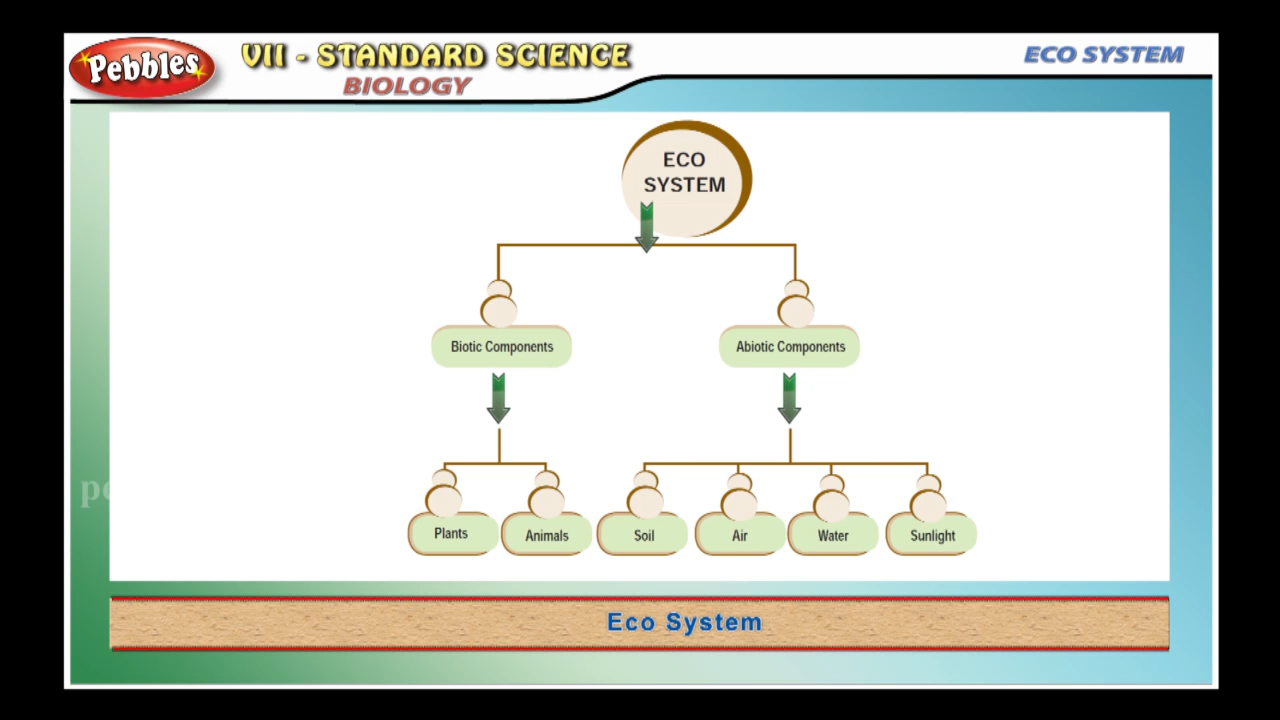 Pebbles
VII - STANDARD SCIENCE
BIOLOGY
ECO SYSTEM
ECO
SYSTEM
Biotic Components
Abiotic Components
Plants
Animals
Soil
Air
Water
Sunlight
Eco System